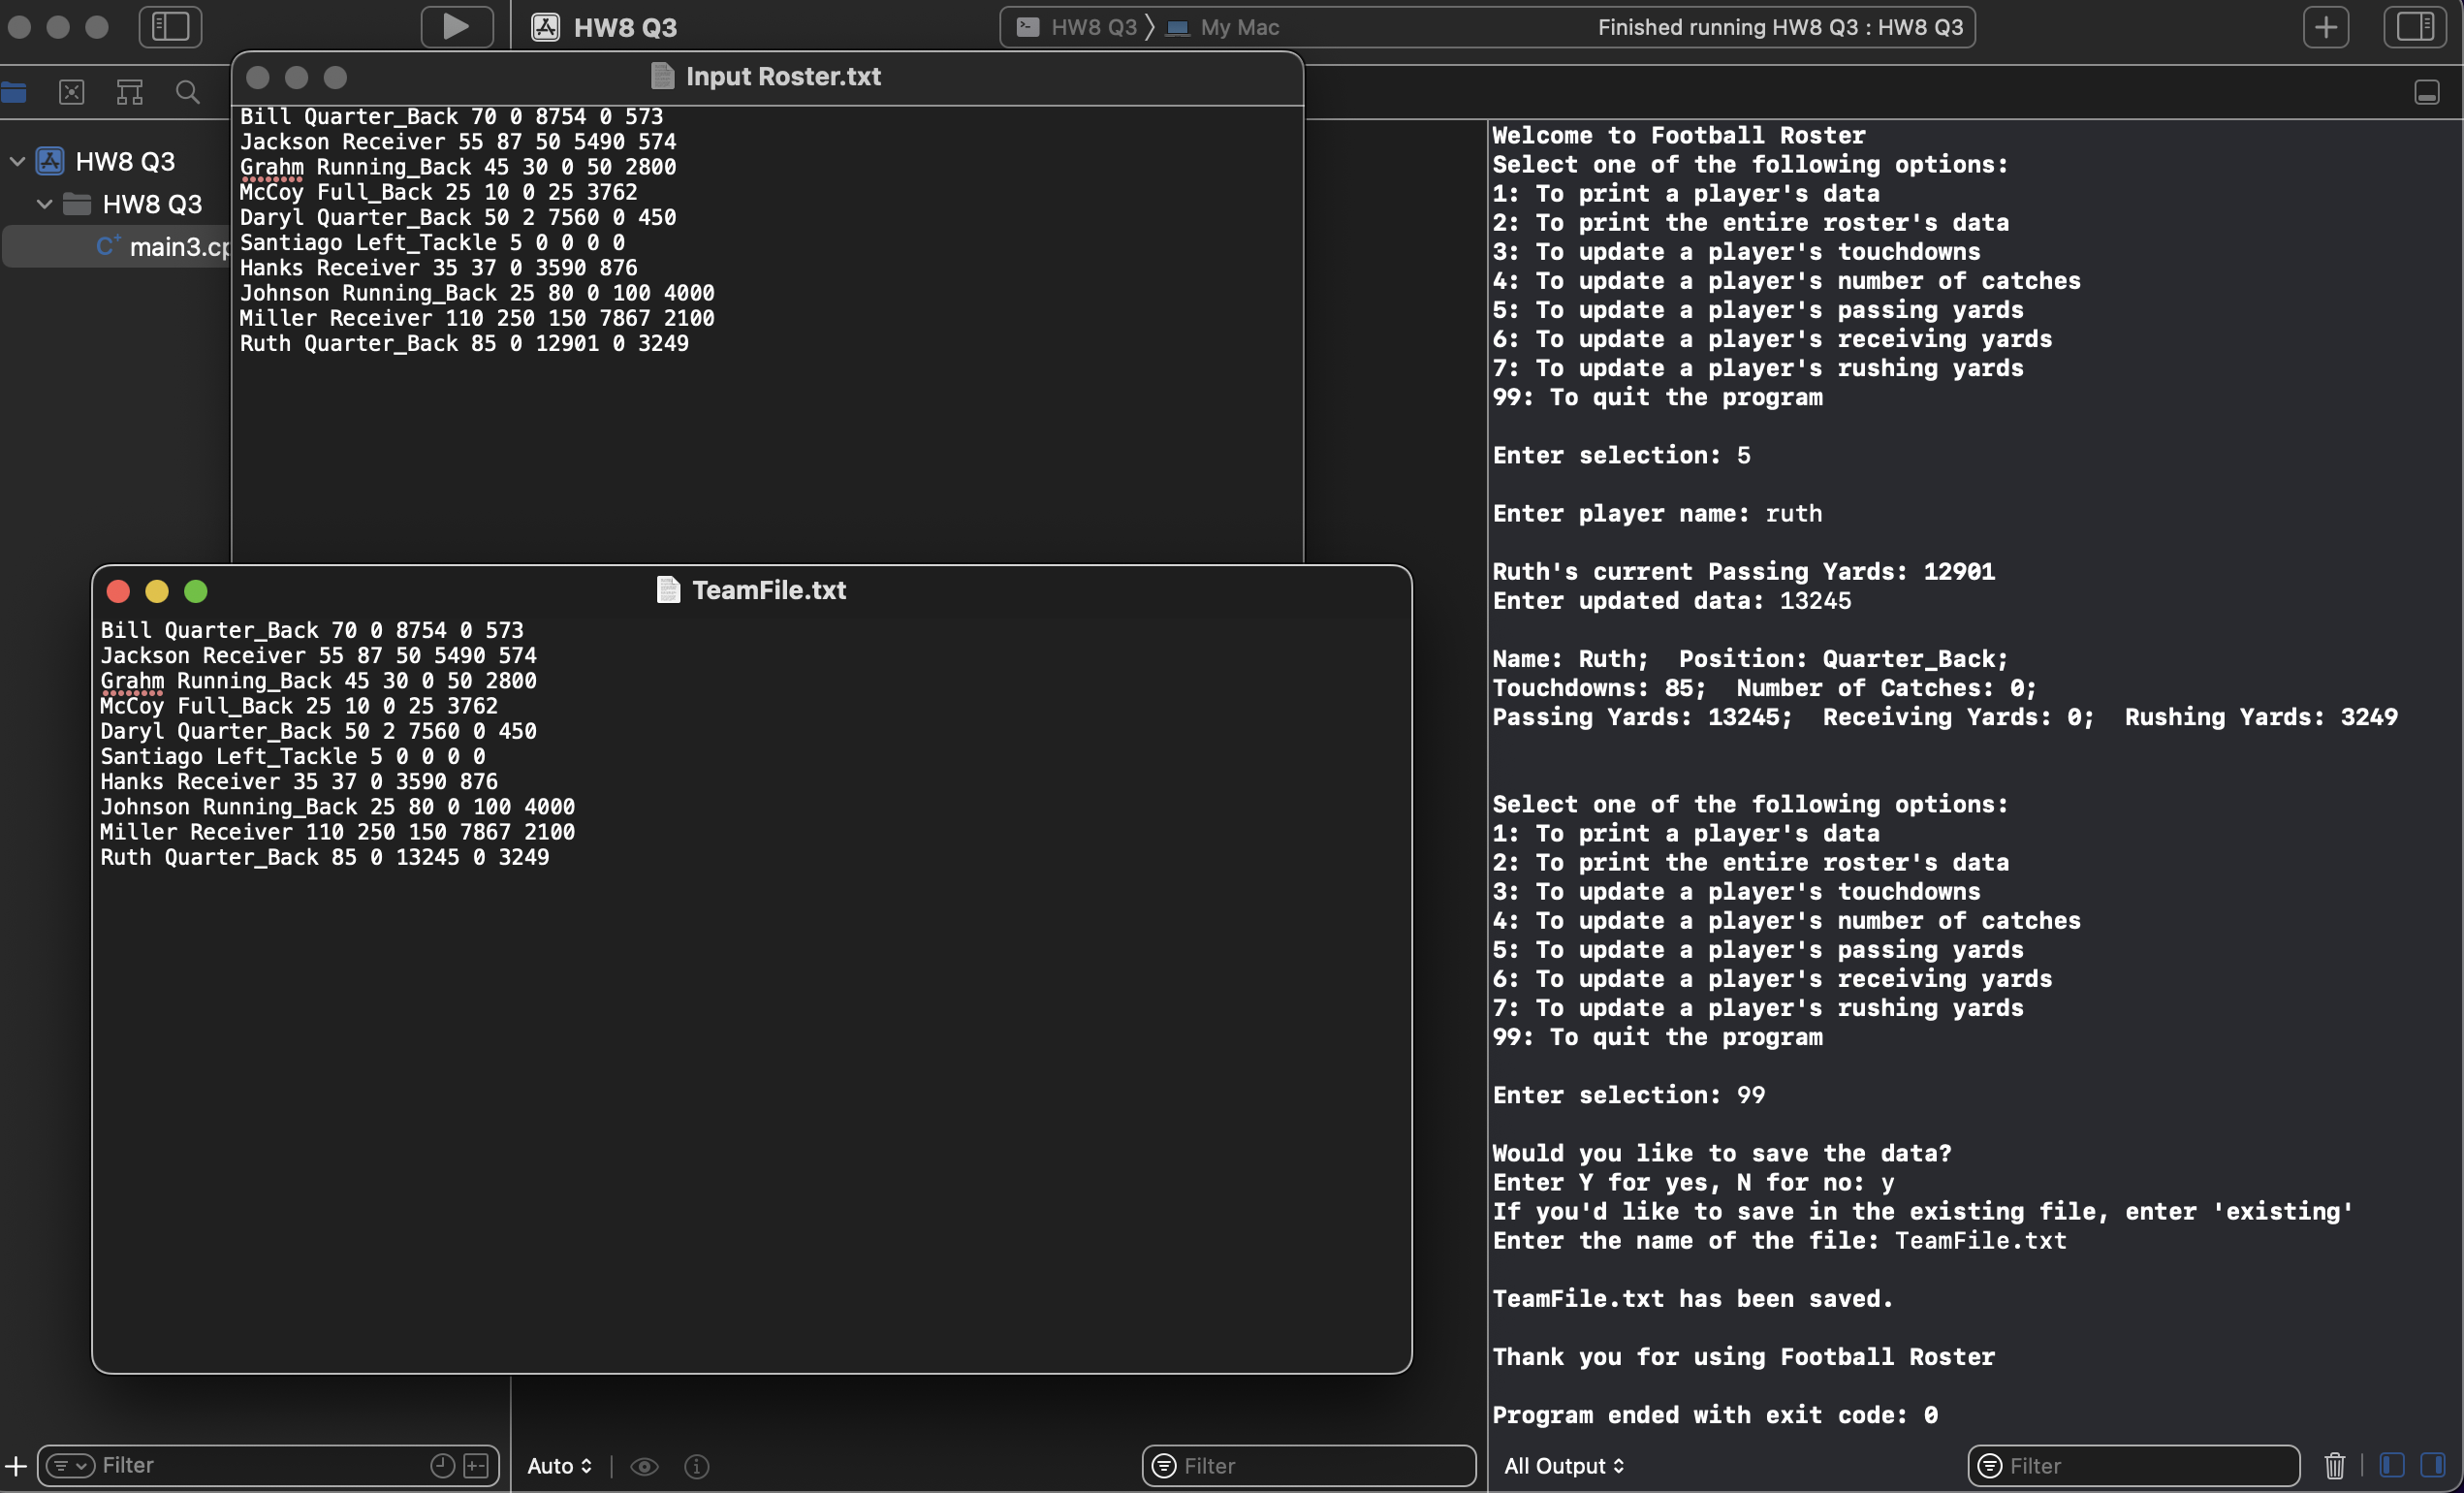 HW8 Q3
HW8 Q3 〉 My Mac
Finished running HW8 Q3 : HW8 Q3
HW8 Q3
HW8 Q3
main3.cp
Input Roster.txt
Bill Quarter_Back 70 0 8754 0 573
Jackson Receiver 55 87 50 5490 574
Grahm Running_Back 45 30 0 50 2800
McCoy Full_Back 25 10 0 25 3762
Daryl Quarter_Back 50 2 7560 0 450
Santiago Left_Tackle 5 0 0 0 0
Hanks Receiver 35 37 0 3590 876
Johnson Running_Back 25 80 0 100 4000
Miller Receiver 110 250 150 7867 2100
Ruth Quarter_Back 85 0 12901 0 3249
TeamFile.txt
Bill Quarter_Back 70 0 8754 0 573
Jackson Receiver 55 87 50 5490 574
Grahm Running_Back 45 30 0 50 2800
McCoy Full_Back 25 10 0 25 3762
Daryl Quarter_Back 50 2 7560 0 450
Santiago Left_Tackle 5 0 0 0 0
Hanks Receiver 35 37 0 3590 876
Johnson Running_Back 25 80 0 100 4000
Miller Receiver 110 250 150 7867 2100
Ruth Quarter_Back 85 0 13245 0 3249
Welcome to Football Roster
Select one of the following options:
1: To print a player's data
2: To print the entire roster's data
3: To update a player's touchdowns
4: To update a player's number of catches
5: To update a player's passing yards
6: To update a player's receiving yards
7: To update a player's rushing yards
99: To quit the program
Enter selection: 5
Enter player name: ruth
Ruth's current Passing Yards: 12901
Enter updated data: 13245
Name: Ruth;  Position: Quarter_Back;
Touchdowns: 85;  Number of Catches: 0;
Passing Yards: 13245;  Receiving Yards: 0;  Rushing Yards: 3249
Select one of the following options:
1: To print a player's data
2: To print the entire roster's data
3: To update a player's touchdowns
4: To update a player's number of catches
5: To update a player's passing yards
6: To update a player's receiving yards
7: To update a player's rushing yards
99: To quit the program
Enter selection: 99
Would you like to save the data?
Enter Y for yes, N for no: y
If you'd like to save in the existing file, enter 'existing'
Enter the name of the file: TeamFile.txt
TeamFile.txt has been saved.
Thank you for using Football Roster
Program ended with exit code: 0
Filter
Auto
Filter
All Output
Filter